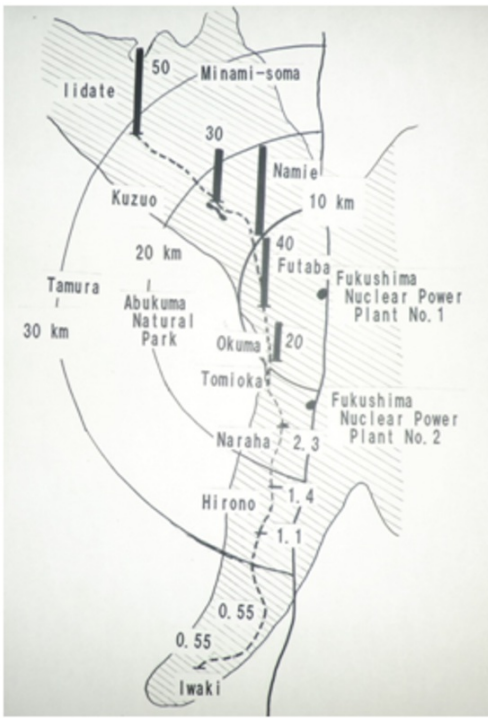 50
Minami-soma
Iidate
30
Namie
Kuzuo
10 km
40
20 km
Futaba
Fukushima
Nuclear Power
Plant No.1
Tamura
Abukuma
Natural
Park
30 km
Okuma
20
Tomioka
Fukushima
Nuclear Power
Plant No.2
Naraha
2.3
Hirono
1.4
1.1
0.55
0.55
Iwaki